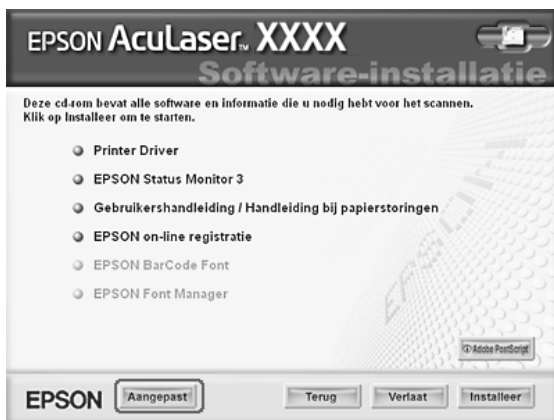 EPSON AcuLaser™ XXXX
Software-installatie
Deze cd-rom bevat alle software en informatie die u nodig hebt voor het scannen.
Klik op Installeer om te starten.
Printer Driver
EPSON Status Monitor 3
Gebruikershandleiding / Handleiding bij papierstoringen
EPSON on-line registratie
EPSON BarCode Font
EPSON Font Manager
EPSON
Adobe PostScript
EPSON Aangepast Terug Verlaat Installeer